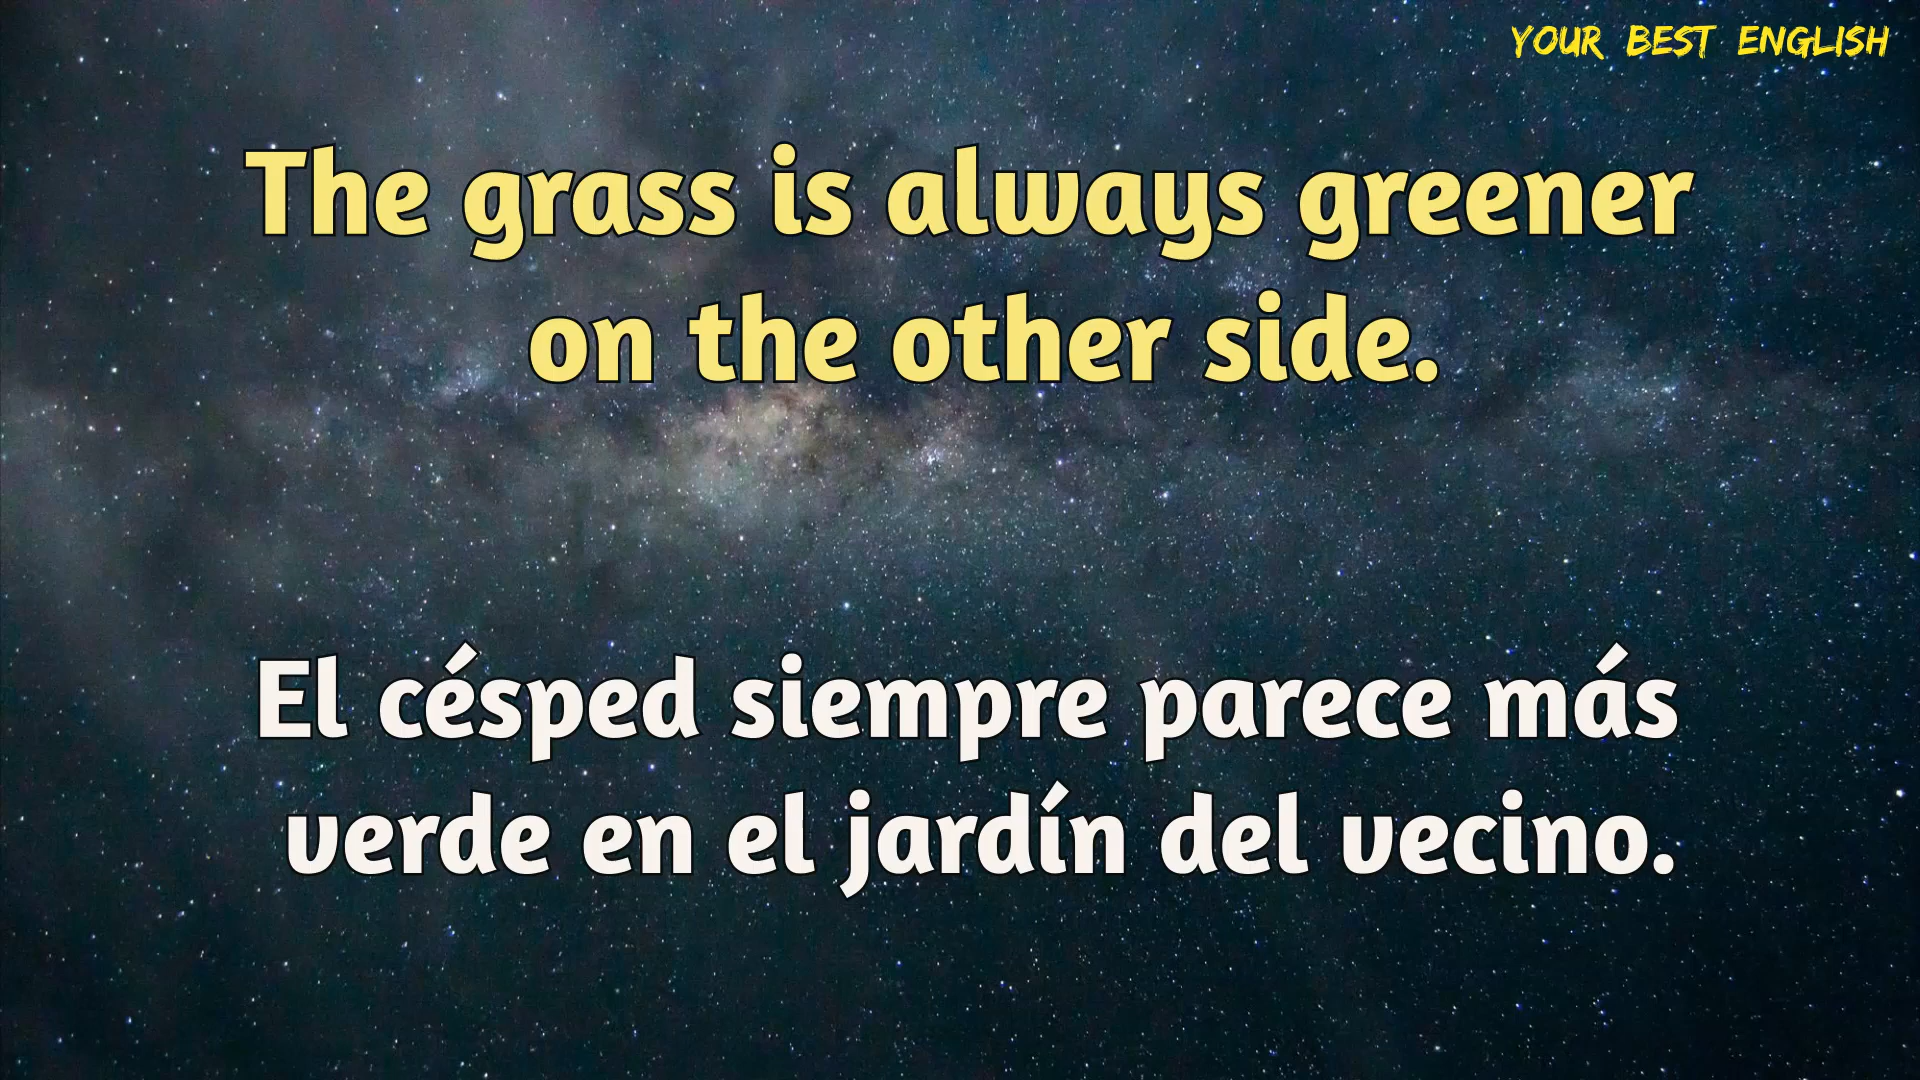 YOUR BEST ENGLISH
The grass is always greener
on the other side.
El césped siempre parece más
verde en el jardín del vecino.